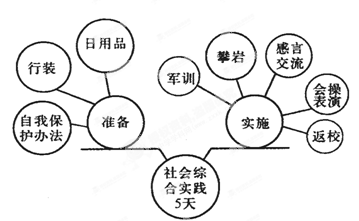 日用品
行装
自我保
护办法
准备
军训
攀岩
感言
交流
会操
表演
返校
实施
社会综
合实践
5天